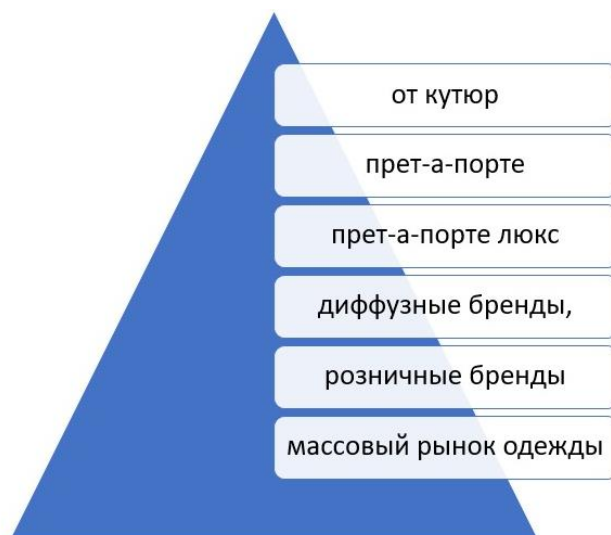 от кутюр
прет-а-порте
прет-а-порте люкс
диффузные бренды,
розничные бренды
массовый рынок одежды